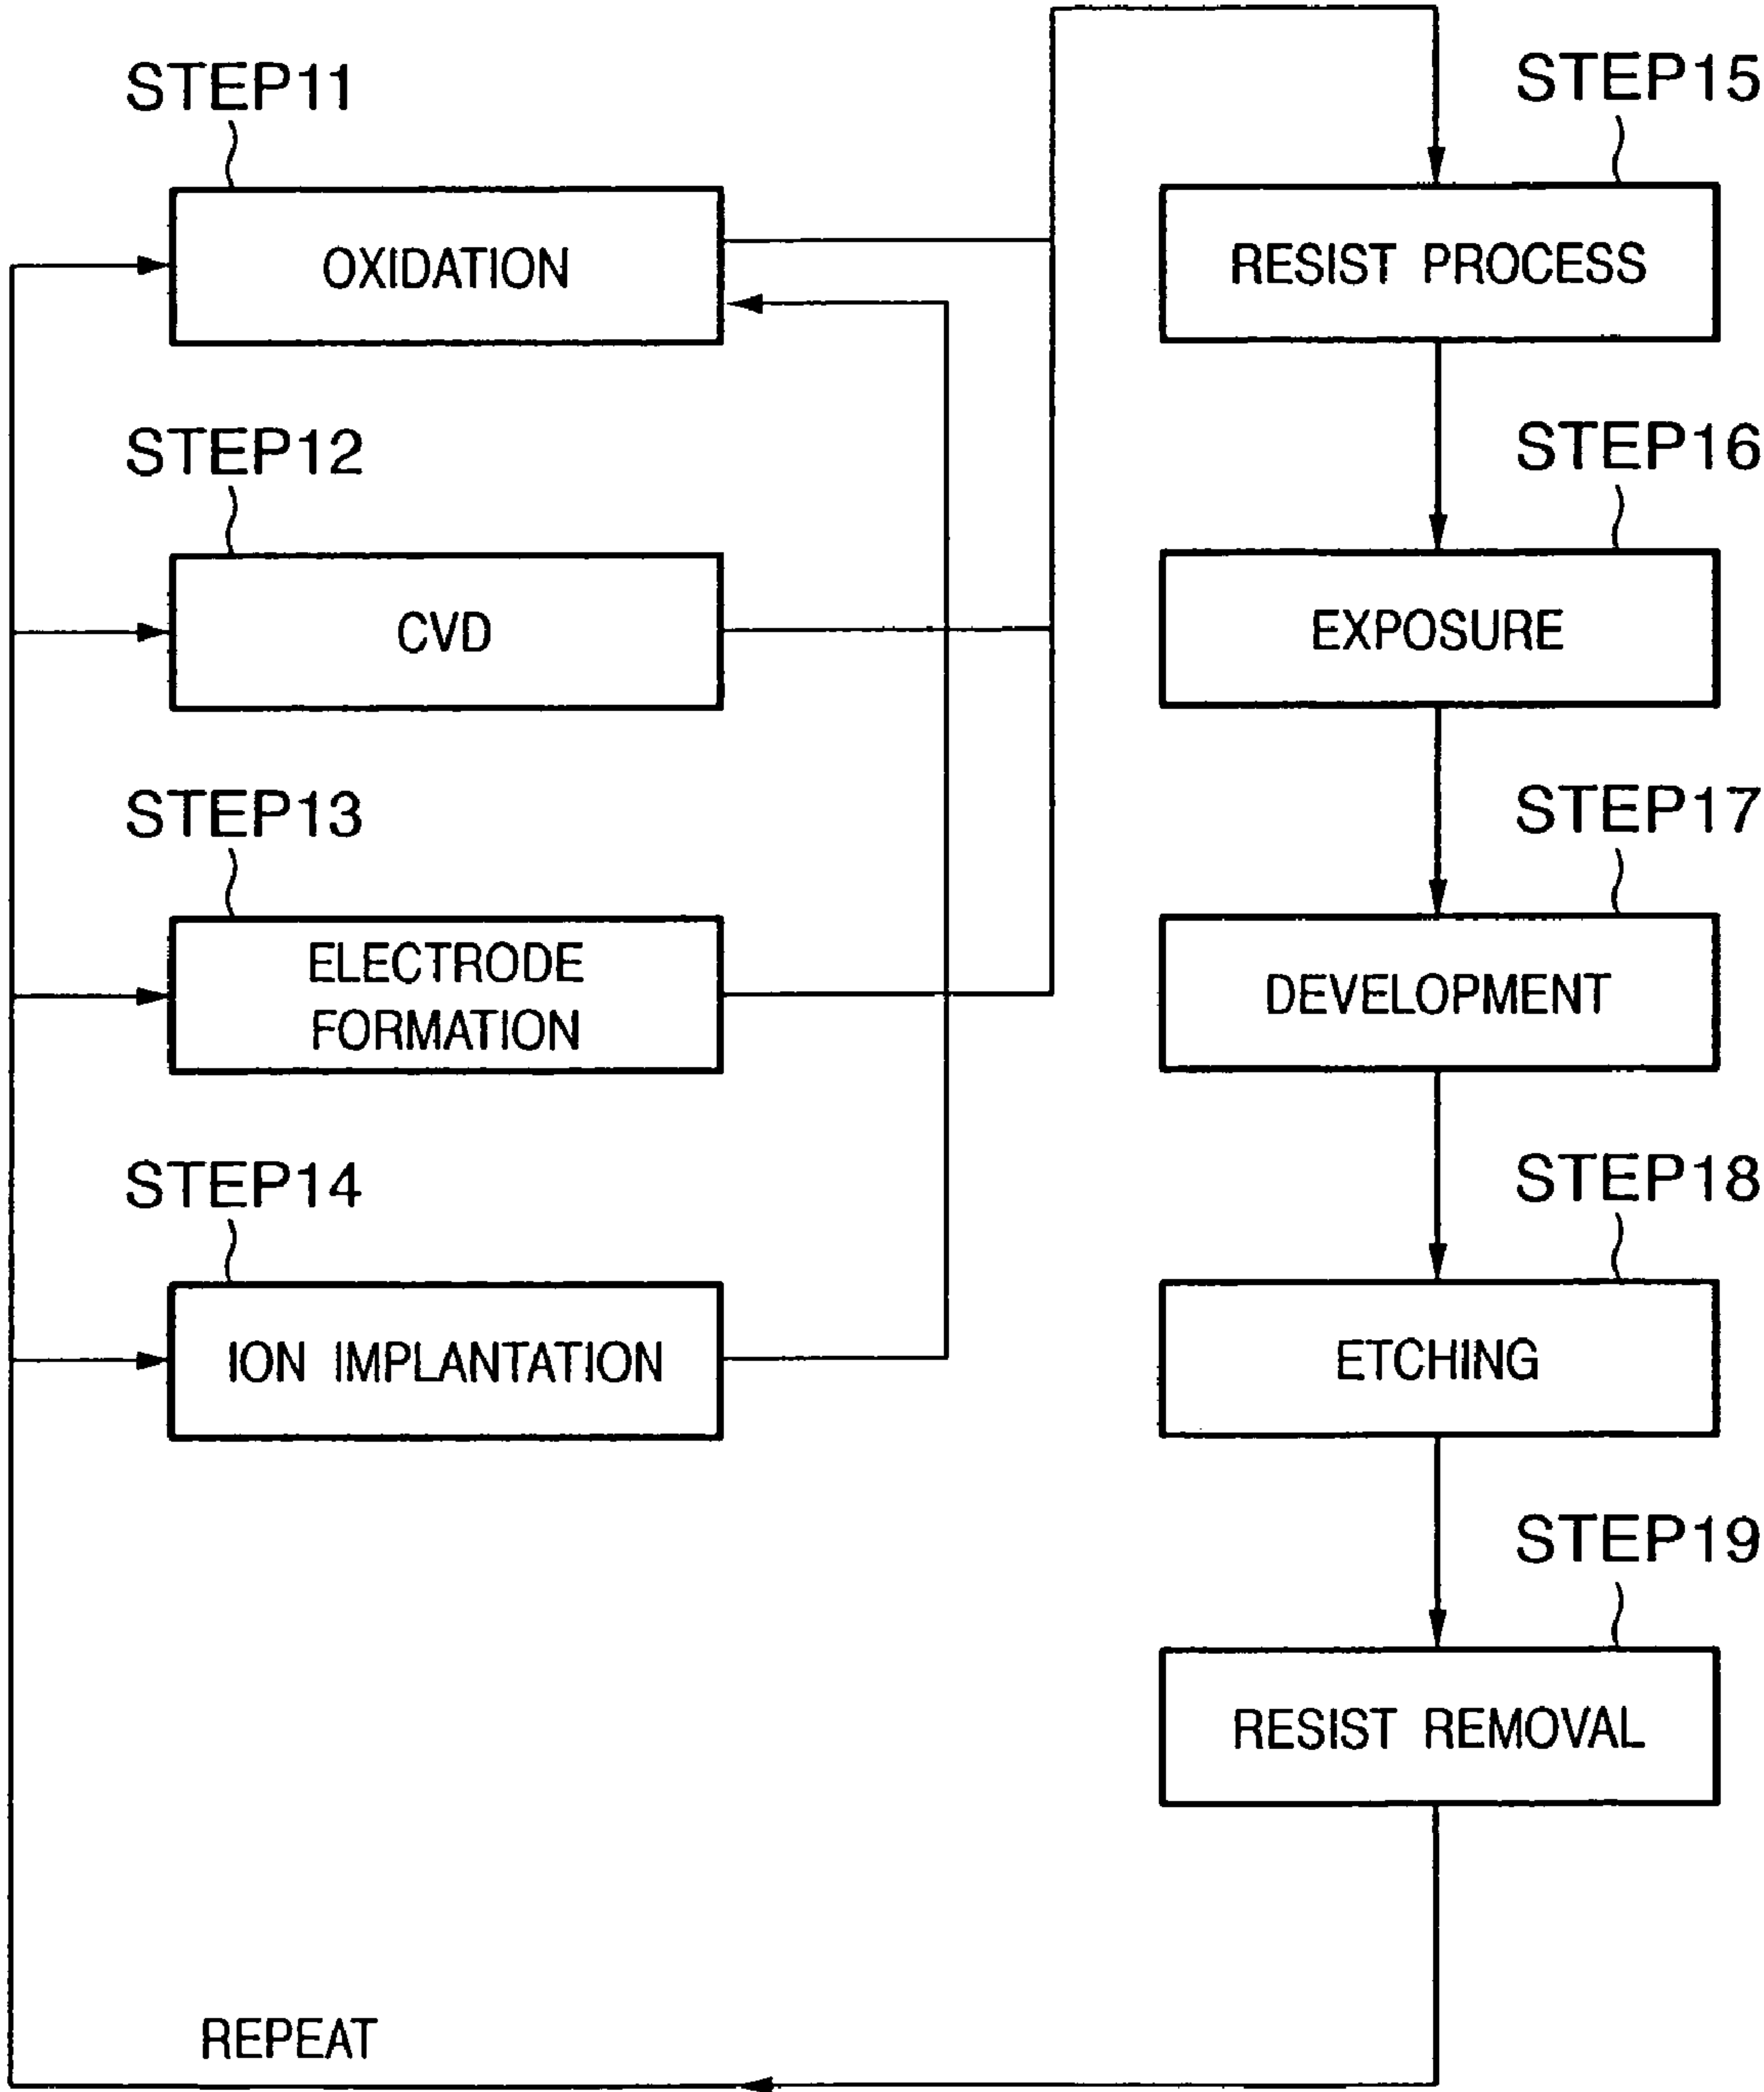 STEP11
OXIDATION
STEP12
CVD
STEP13
ELECTRODE
FORMATION
STEP14
ION IMPLANTATION
STEP15
RESIST PROCESS
STEP16
EXPOSURE
STEP17
DEVELOPMENT
STEP18
ETCHING
STEP19
RESIST REMOVAL
REPEAT